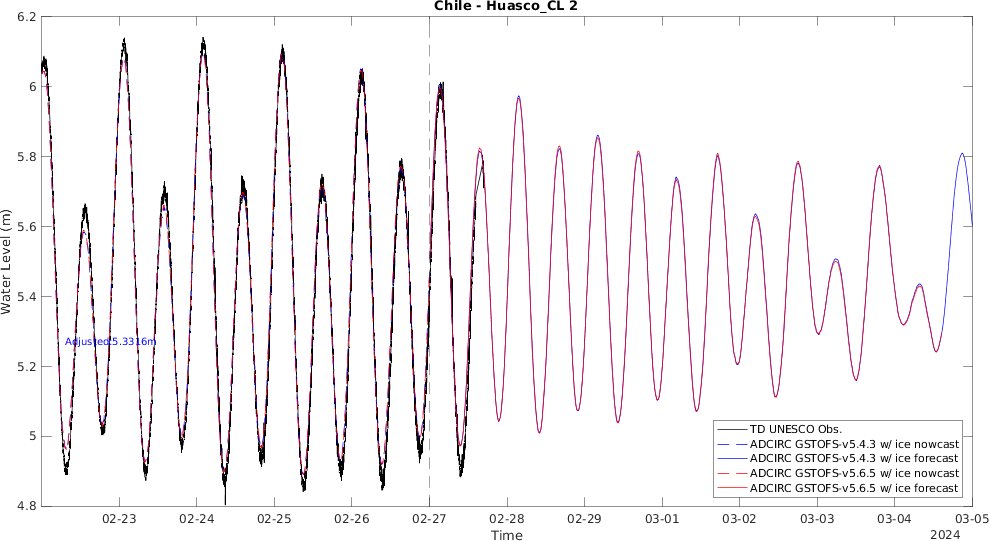 Chile - Huasco_CL 2
6.2
6
5.8
5.6
5.4
5.2
5
4.8
Water Level (m)
Adjusted 5.3316m
TD UNESCO Obs.
ADCIRC GSTOFS-v5.4.3 w/ ice nowcast
ADCIRC GSTOFS-v5.4.3 w/ ice forecast
ADCIRC GSTOFS-v5.6.5 w/ ice nowcast
ADCIRC GSTOFS-v5.6.5 w/ ice forecast
02-23 02-24 02-25 02-26 02-27 02-28 02-29 03-01 03-02 03-03 03-04 03-05
Time
2024